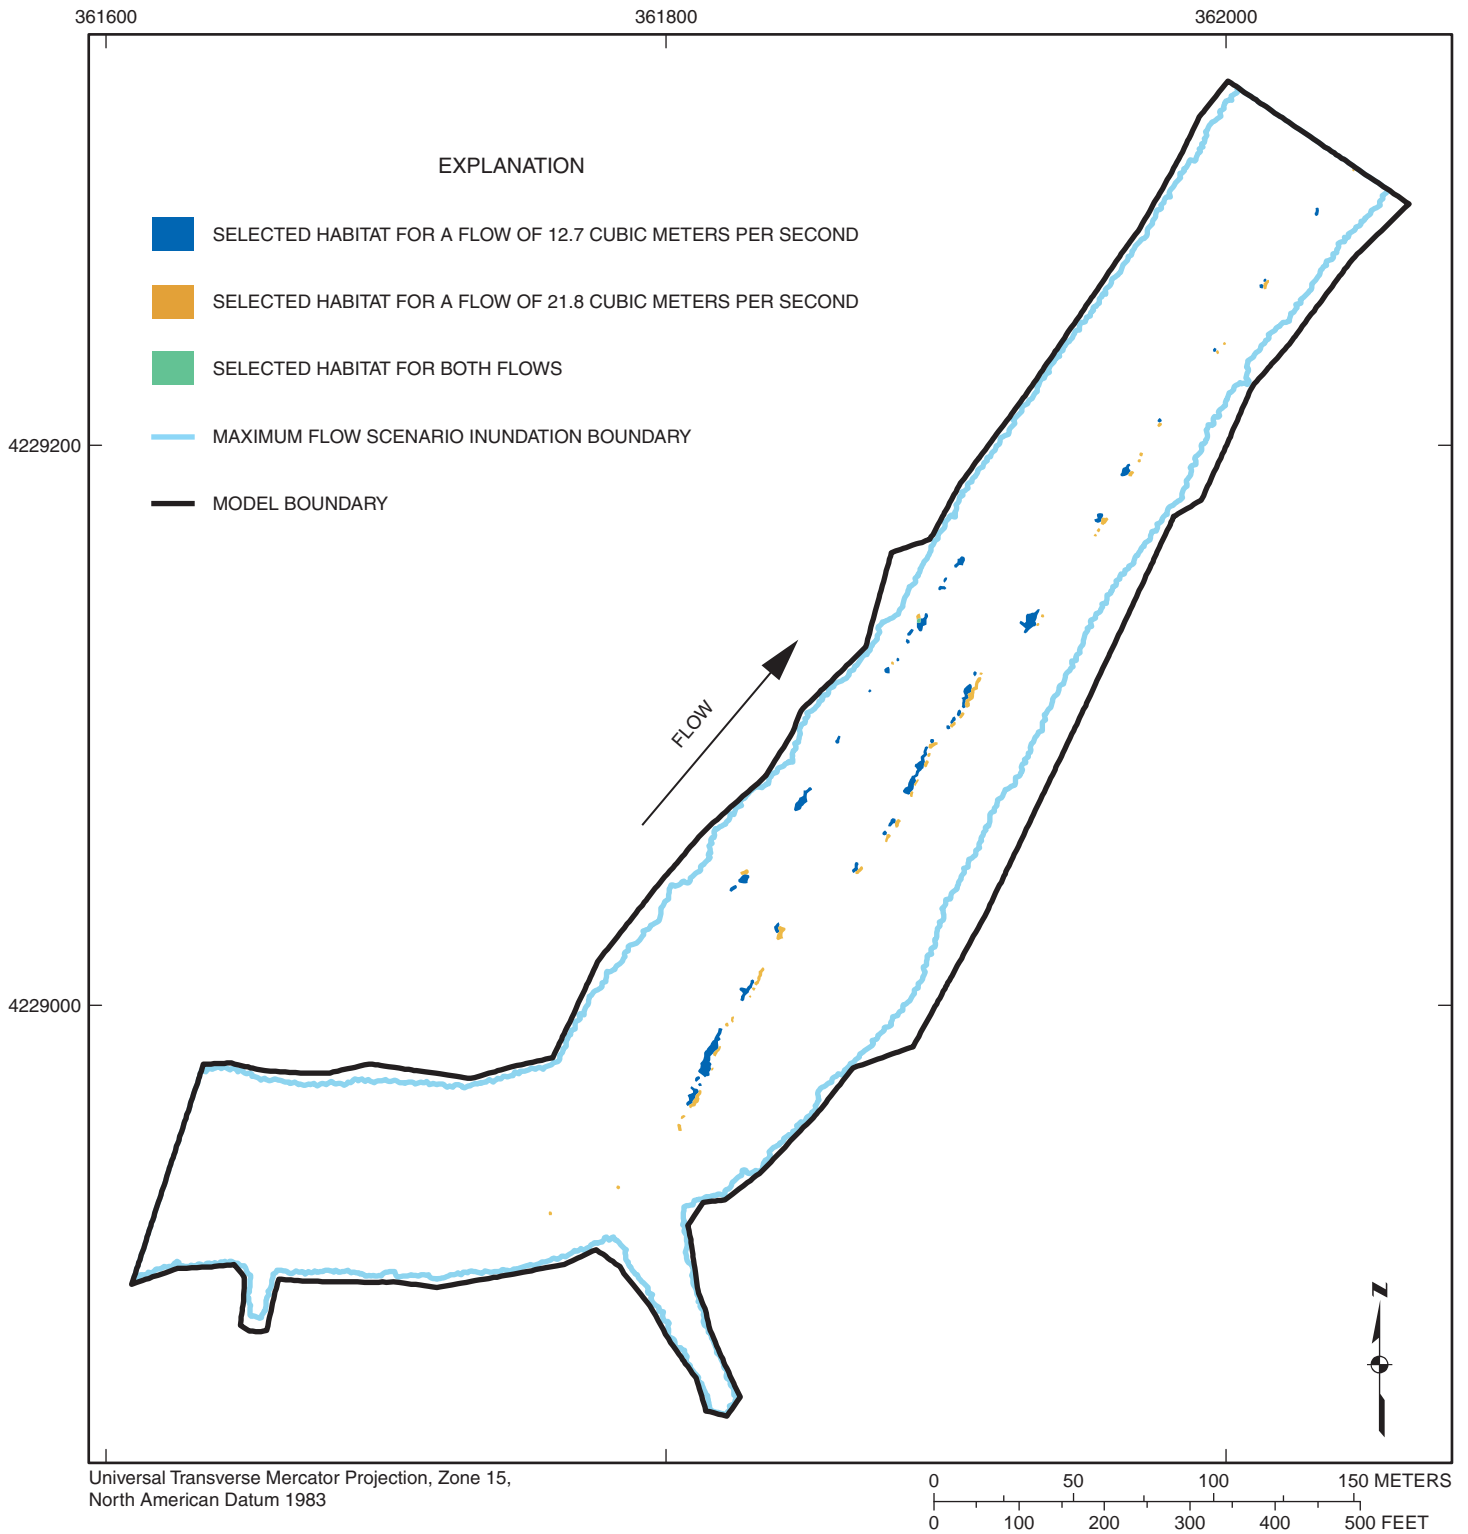 361600 361800 362000
EXPLANATION
SELECTED HABITAT FOR A FLOW OF 12.7 CUBIC METERS PER SECOND
SELECTED HABITAT FOR A FLOW OF 21.8 CUBIC METERS PER SECOND
SELECTED HABITAT FOR BOTH FLOWS
MAXIMUM FLOW SCENARIO INUNDATION BOUNDARY
4229200
MODEL BOUNDARY
FLOW
4229000
N
Universal Transverse Mercator Projection, Zone 15,
North American Datum 1983
0 50 100 150 METERS
0 100 200 300 400 500 FEET